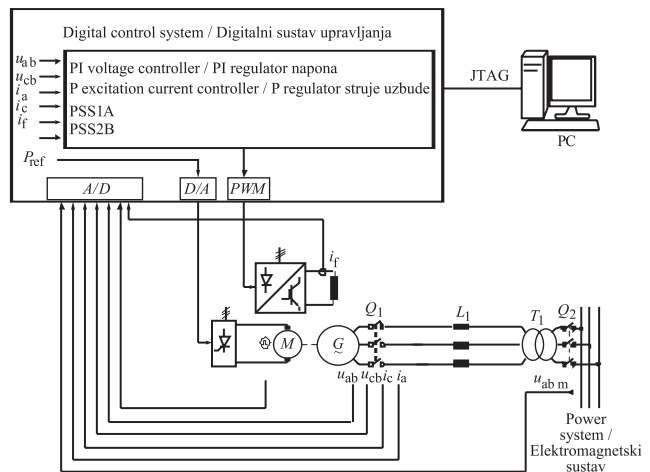 Digital control system / Digitalni sustav upravljanja
u_ab
u_cb
i_a
i_c
i_f
PI voltage controller / PI regulator napona
P excitation current controller / P regulator struje uzbude
PSS1A
PSS2B
JTAG
PC
P_ref
A/D
D/A
PWM
i_f
Q_1
L_1
T_1
Q_2
M
G
~
u_ab u_cb i_c i_a
u_ab m
Power
system /
Elektromagnetski
sustav